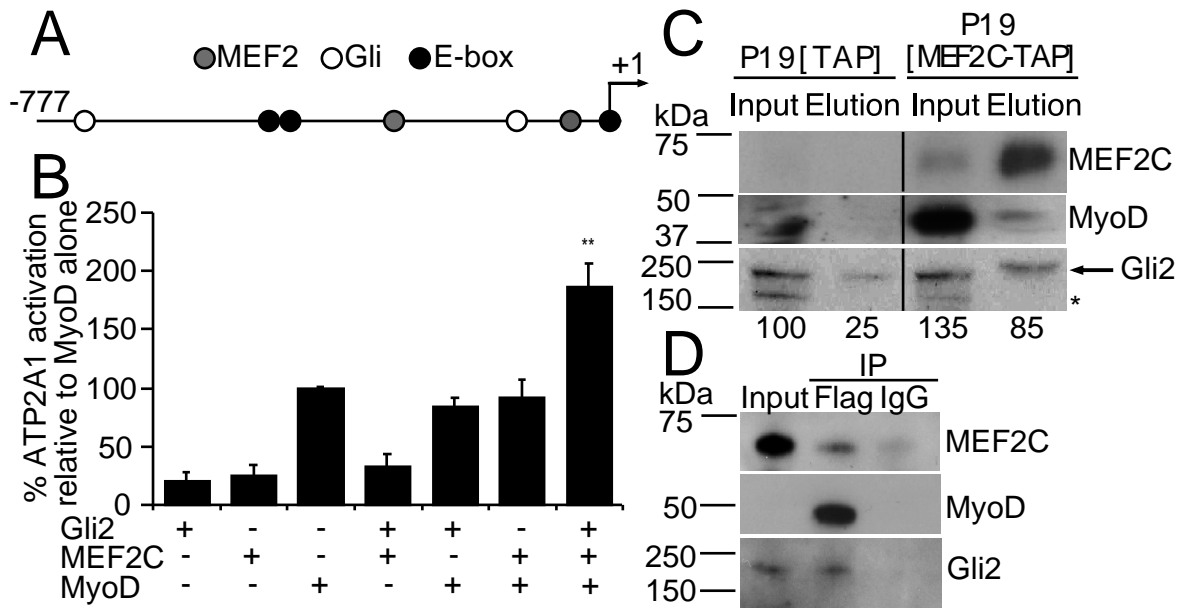 A
MEF2 Gli E-box
-777 +1
B
% ATP2A1 activation
relative to MyoD alone
250
200
150
100
50
0
**
Gli2 + - - + + - +
MEF2C - + - + - + +
MyoD - - + - + + +
C
P19[TAP]
P19
[MEF2C-TAP]
kDa Input Elution Input Elution
75 MEF2C
50 MyoD
37
250 Gli2
150 *
100 25 135 85
D
IP
kDa Input Flag IgG
75 MEF2C
50 MyoD
250 Gli2
150